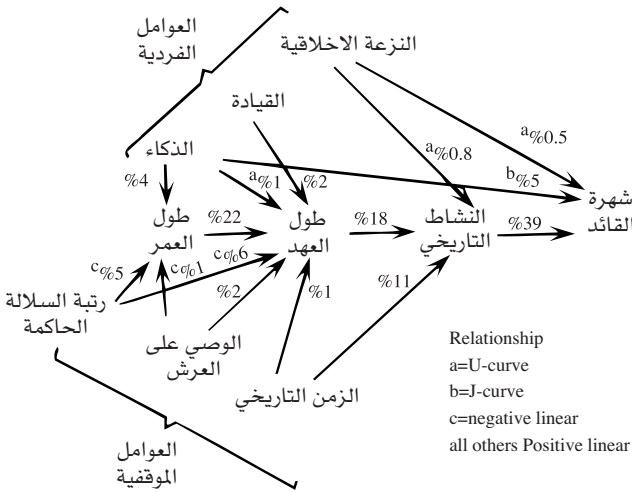 العوامل
الفردية
النزعة الاخلاقية
القيادة
الذكاء
a%0.5
a%0.8
%4
a%1
%2
b%5
شهرة
القائد
طول
العمر
%22
طول
العهد
%18
النشاط
التاريخي
%39
c%5
c%1
c%6
رتبة السلالة
الحاكمة
%2
%1
%11
الوصي على
العرش
الزمن التاريخي
العوامل
الموقفية
Relationship
a=U-curve
b=J-curve
c=negative linear
all others Positive linear